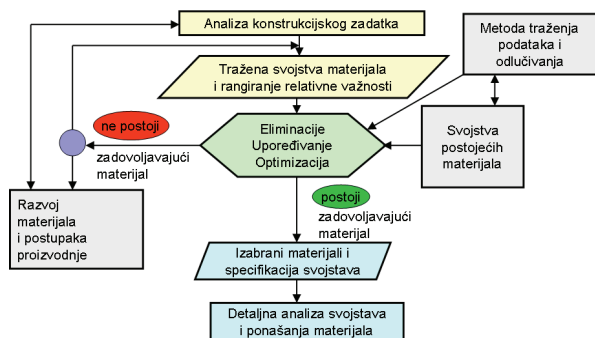 Analiza konstrukcijskog zadatka
Tražena svojstva materijala
i rangiranje relativne važnosti
Metoda traženja
podataka i
odlučivanja
ne postoji
zadovoljavajući
materijal
Eliminacije
Upoređivanje
Optimizacija
Svojstva
postojećih
materijala
postoji
zadovoljavajući
materijal
Razvoj
materijala
i postupaka
proizvodnje
Izabrani materijali i
specifikacija svojstava
Detaljna analiza svojstava
i ponašanja materijala